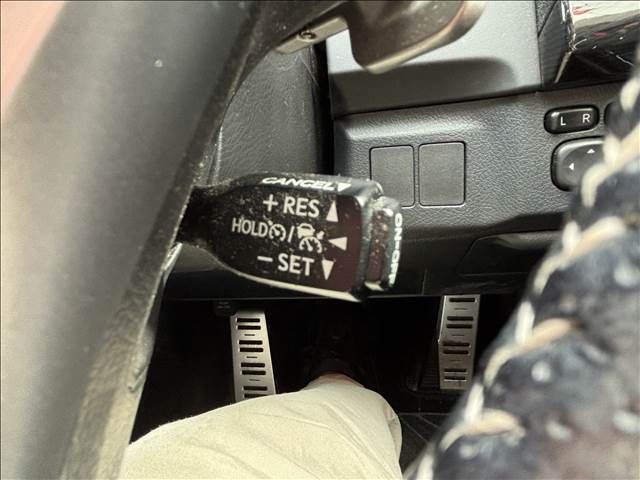 L R
CANCEL
+ RES
HOLD /
- SET
ON-OFF